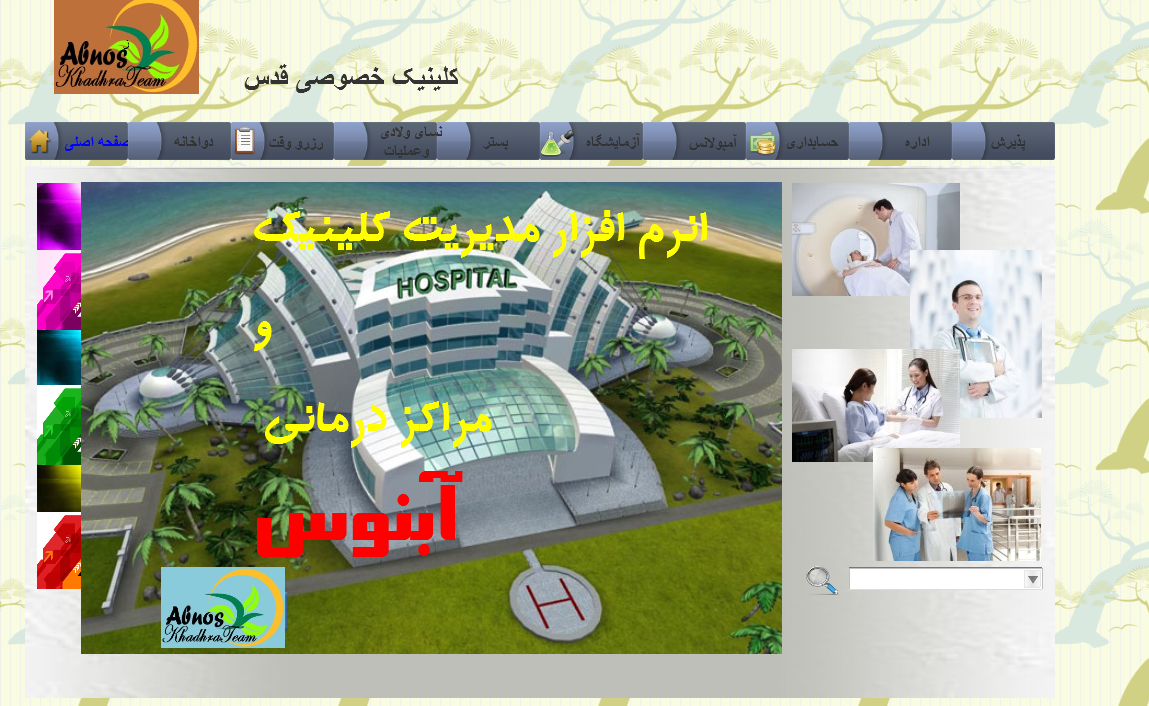 Abnos
KhadhraTeam
کلینیک خصوصی قدس
پذیرش
اداره
حسابداری
آمبولانس
آزمایشگاه
بستر
نسای ولادی
وعملیات
رزرو وقت
دواخانه
صفحه اصلی
انرم افزار مدیریت کلینیک
HOSPITAL
و
مراکز درمانی
آبنوس
H
Abnos
KhadhraTeam